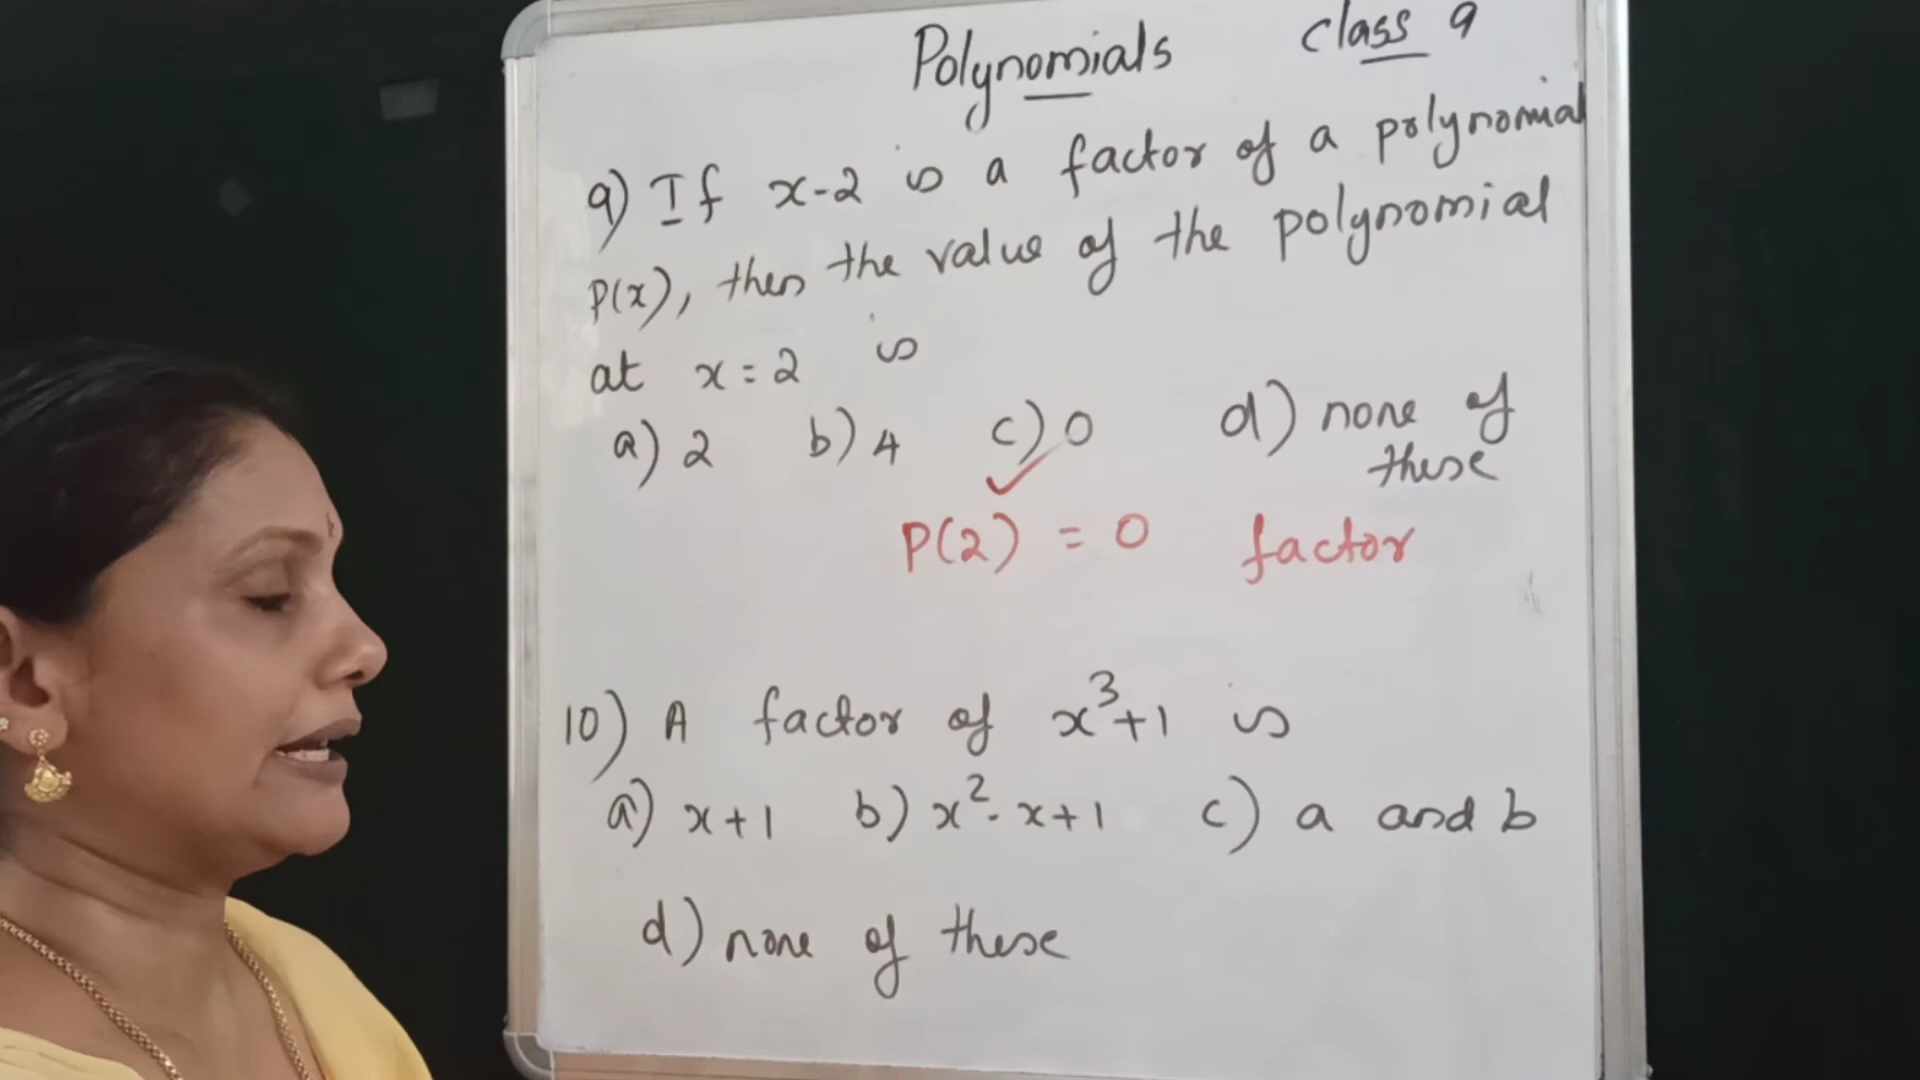 Polynomials class 9
9) If x-2 is a factor of a polynomial
P(x), then the value of the polynomial
at x=2 is
a) 2 b) 4 c) 0 d) none of
these
P(2) = 0 factor
10) A factor of x³+1 is
a) x+1 b) x²-x+1 c) a and b
d) none of these